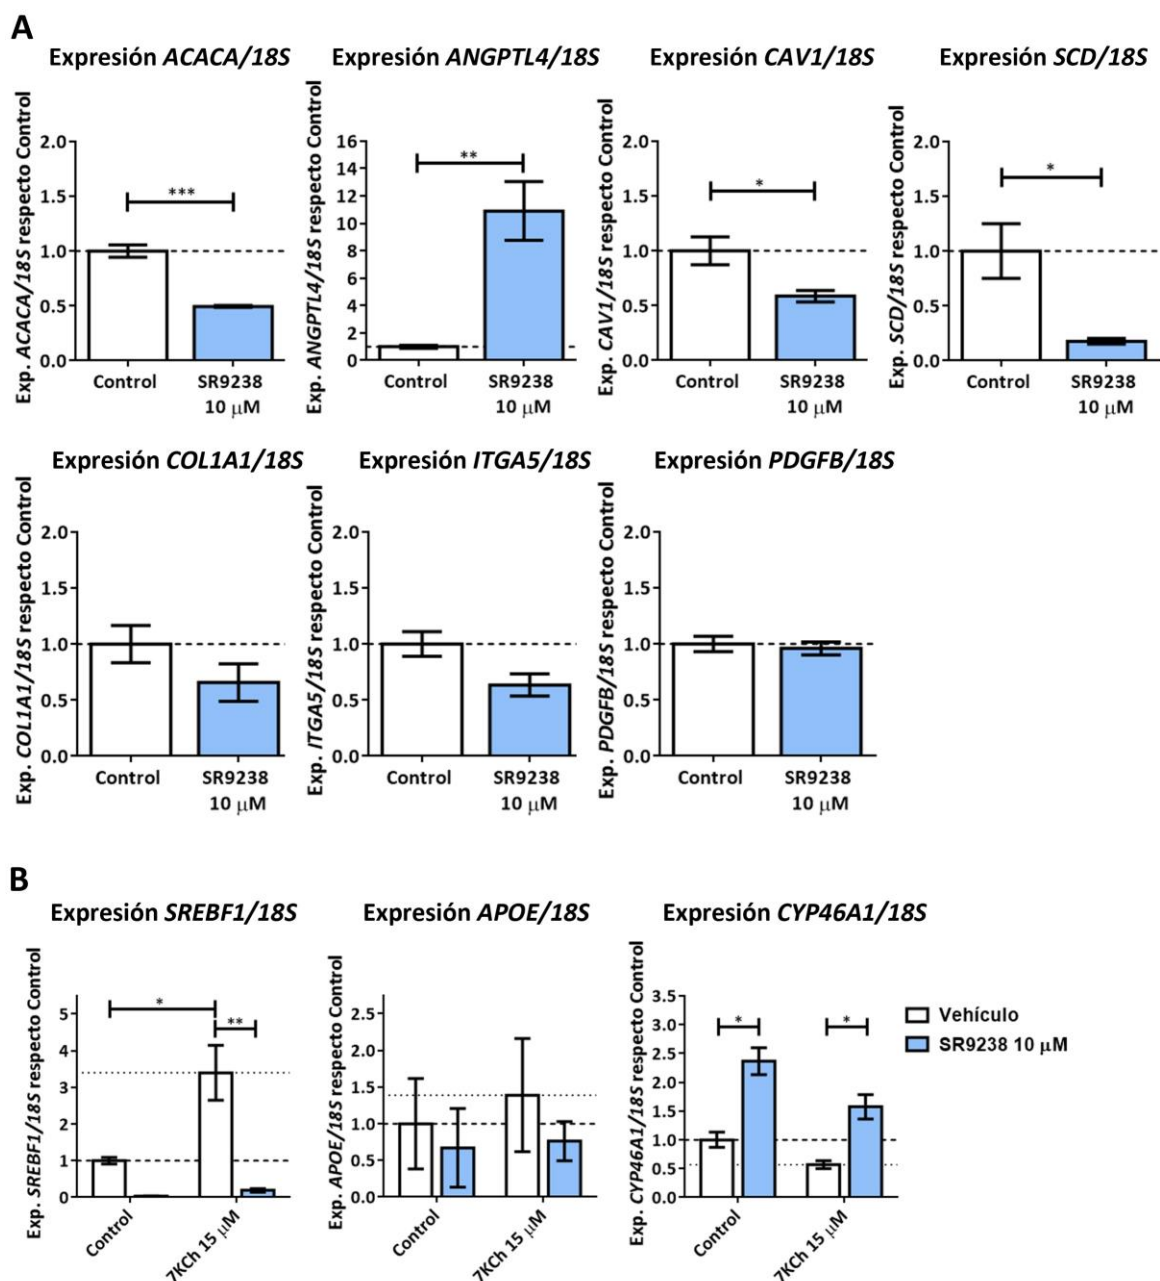 A
Expresión ACACA/18S
Expresión ANGPTL4/18S
Expresión CAV1/18S
Expresión SCD/18S
Exp. ACACA/18S respecto Control
2.0
1.5
1.0
0.5
0.0
***
Control
SR9238
10 µM
Exp. ANGPTL4/18S respecto Control
16
14
12
10
8
6
4
2
0
**
Control
SR9238
10 µM
Exp. CAV1/18S respecto Control
2.0
1.5
1.0
0.5
0.0
*
Control
SR9238
10 µM
Exp. SCD/18S respecto Control
2.0
1.5
1.0
0.5
0.0
*
Control
SR9238
10 µM
Expresión COL1A1/18S
Expresión ITGA5/18S
Expresión PDGFB/18S
Exp. COL1A1/18S respecto Control
2.0
1.5
1.0
0.5
0.0
Control
SR9238
10 µM
Exp. ITGA5/18S respecto Control
2.0
1.5
1.0
0.5
0.0
Control
SR9238
10 µM
Exp. PDGFB/18S respecto Control
2.0
1.5
1.0
0.5
0.0
Control
SR9238
10 µM
B
Expresión SREBF1/18S
Expresión APOE/18S
Expresión CYP46A1/18S
Exp. SREBF1/18S respecto Control
5
4
3
2
1
0
*
**
Control
7KCh 15 µM
Exp. APOE/18S respecto Control
2.5
2.0
1.5
1.0
0.5
0.0
Control
7KCh 15 µM
Exp. CYP46A1/18S respecto Control
3.5
3.0
2.5
2.0
1.5
1.0
0.5
0.0
*
*
Control
7KCh 15 µM
Vehículo
SR9238 10 µM